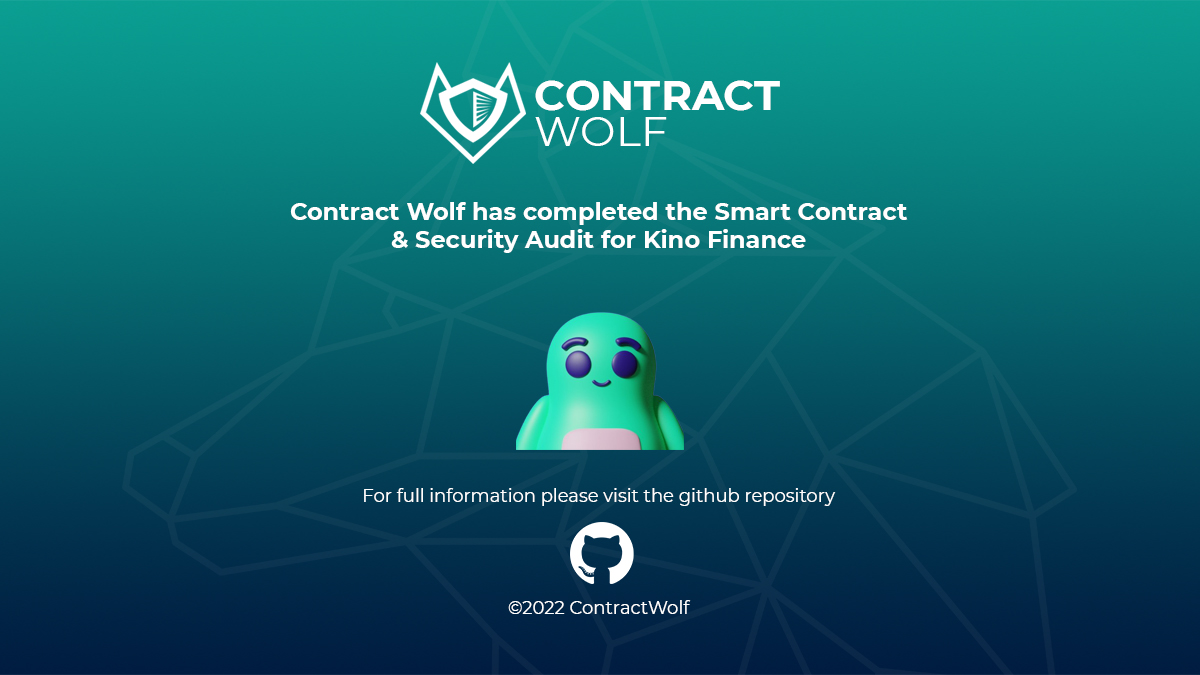 CONTRACT
WOLF
Contract Wolf has completed the Smart Contract
& Security Audit for Kino Finance
For full information please visit the github repository
©2022 ContractWolf